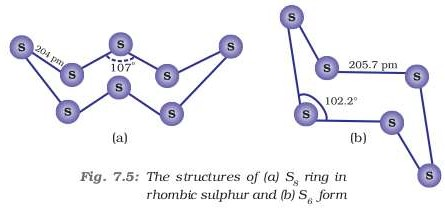 S S S S S S S S
204 pm
107°
(a)
S S S S S S
205.7 pm
102.2°
(b)
Fig. 7.5: The structures of (a) S8 ring in
rhombic sulphur and (b) S6 form